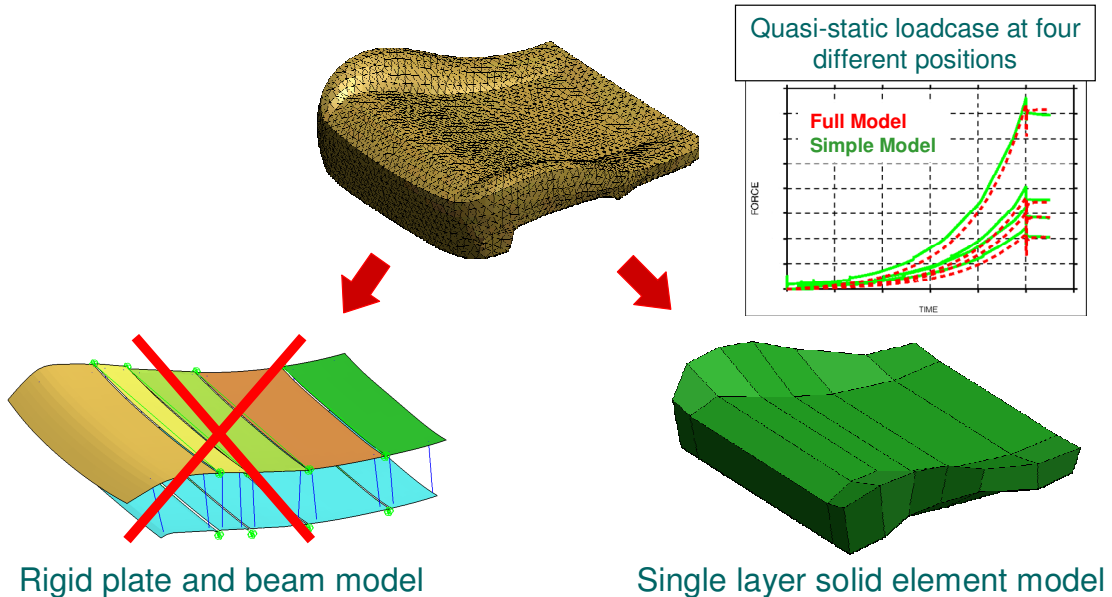 Quasi-static loadcase at four
different positions
Full Model
Simple Model
FORCE
TIME
Rigid plate and beam model
Single layer solid element model